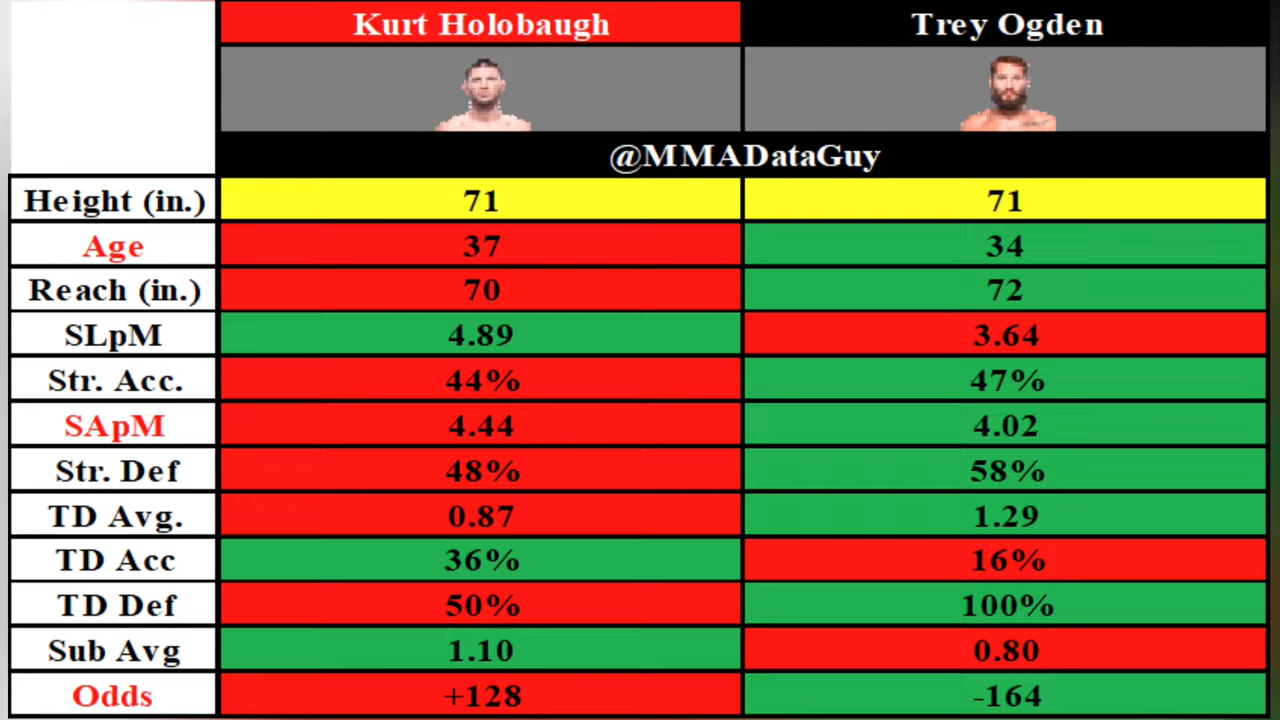 Kurt Holobaugh Trey Ogden
@MMADataGuy
Height (in.) 71 71
Age 37 34
Reach (in.) 70 72
SLpM 4.89 3.64
Str. Acc. 44% 47%
SApM 4.44 4.02
Str. Def 48% 58%
TD Avg. 0.87 1.29
TD Acc 36% 16%
TD Def 50% 100%
Sub Avg 1.10 0.80
Odds +128 -164